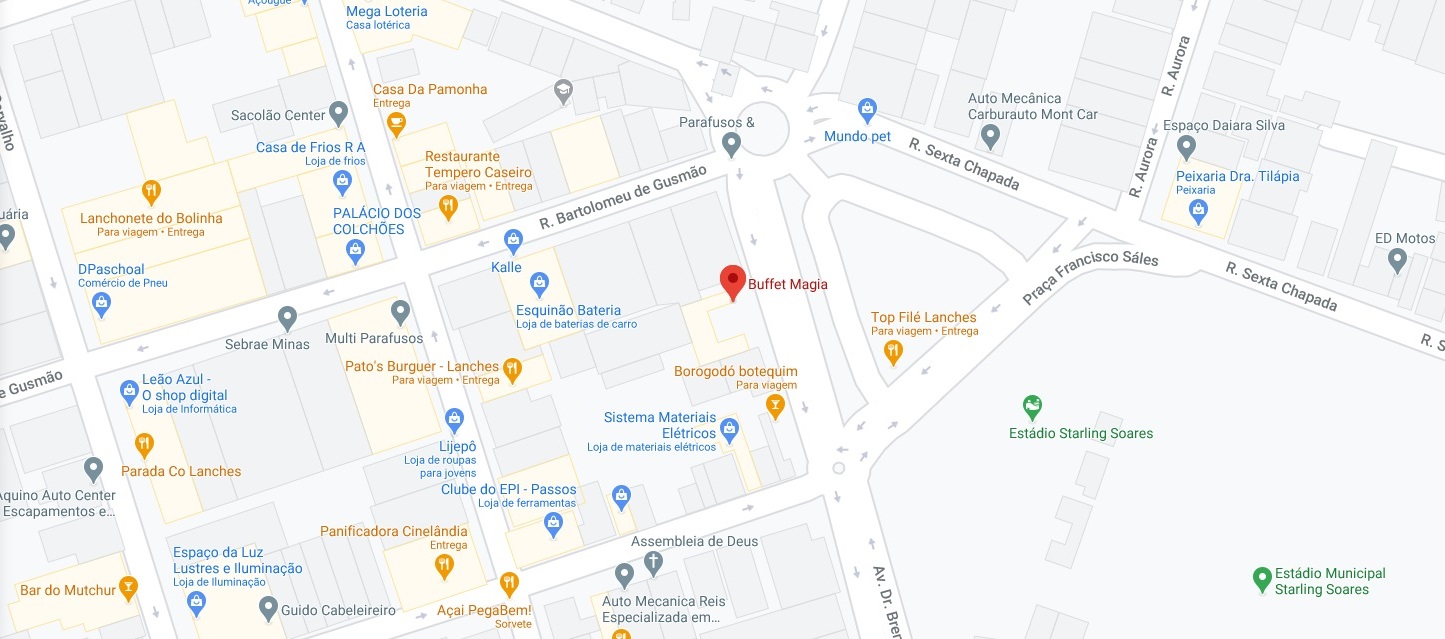 Açougue
Mega Loteria
Casa lotérica
Carvalho
Sacolão Center
Casa Da Pamonha
Entrega
Casa de Frios R A
Loja de frios
Restaurante
Tempero Caseiro
Para viagem • Entrega
Parafusos &
Mundo pet
Auto Mecânica
Carburauto Mont Car
R. Aurora
Espaço Daiara Silva
R. Sexta Chapada
R. Aurora
Peixaria Dra. Tilápia
Peixaria
Lanchonete do Bolinha
Para viagem • Entrega
PALÁCIO DOS
COLCHÕES
R. Bartolomeu de Gusmão
uária
DPaschoal
Comércio de Pneu
Kalle
Esquinão Bateria
Loja de baterias de carro
Buffet Magia
Praça Francisco Sáles
R. Sexta Chapada
ED Motos
R. S
Sebrae Minas
Multi Parafusos
Top Filé Lanches
Para viagem • Entrega
e Gusmão
Leão Azul -
O shop digital
Loja de Informática
Pato's Burguer - Lanches
Para viagem • Entrega
Borogodó botequim
Para viagem
Sistema Materiais
Elétricos
Loja de materiais elétricos
Estádio Starling Soares
Parada Co Lanches
Lijepô
Loja de roupas
para jovens
Aquino Auto Center
Escapamentos e...
Clube do EPI - Passos
Loja de ferramentas
Panificadora Cinelândia
Entrega
Assembleia de Deus
Espaço da Luz
Lustres e Iluminação
Loja de Iluminação
Bar do Mutchur
Guido Cabeleireiro
Açai PegaBem!
Sorvete
Auto Mecanica Reis
Especializada em...
Av. Dr. Bren
Estádio Municipal
Starling Soares